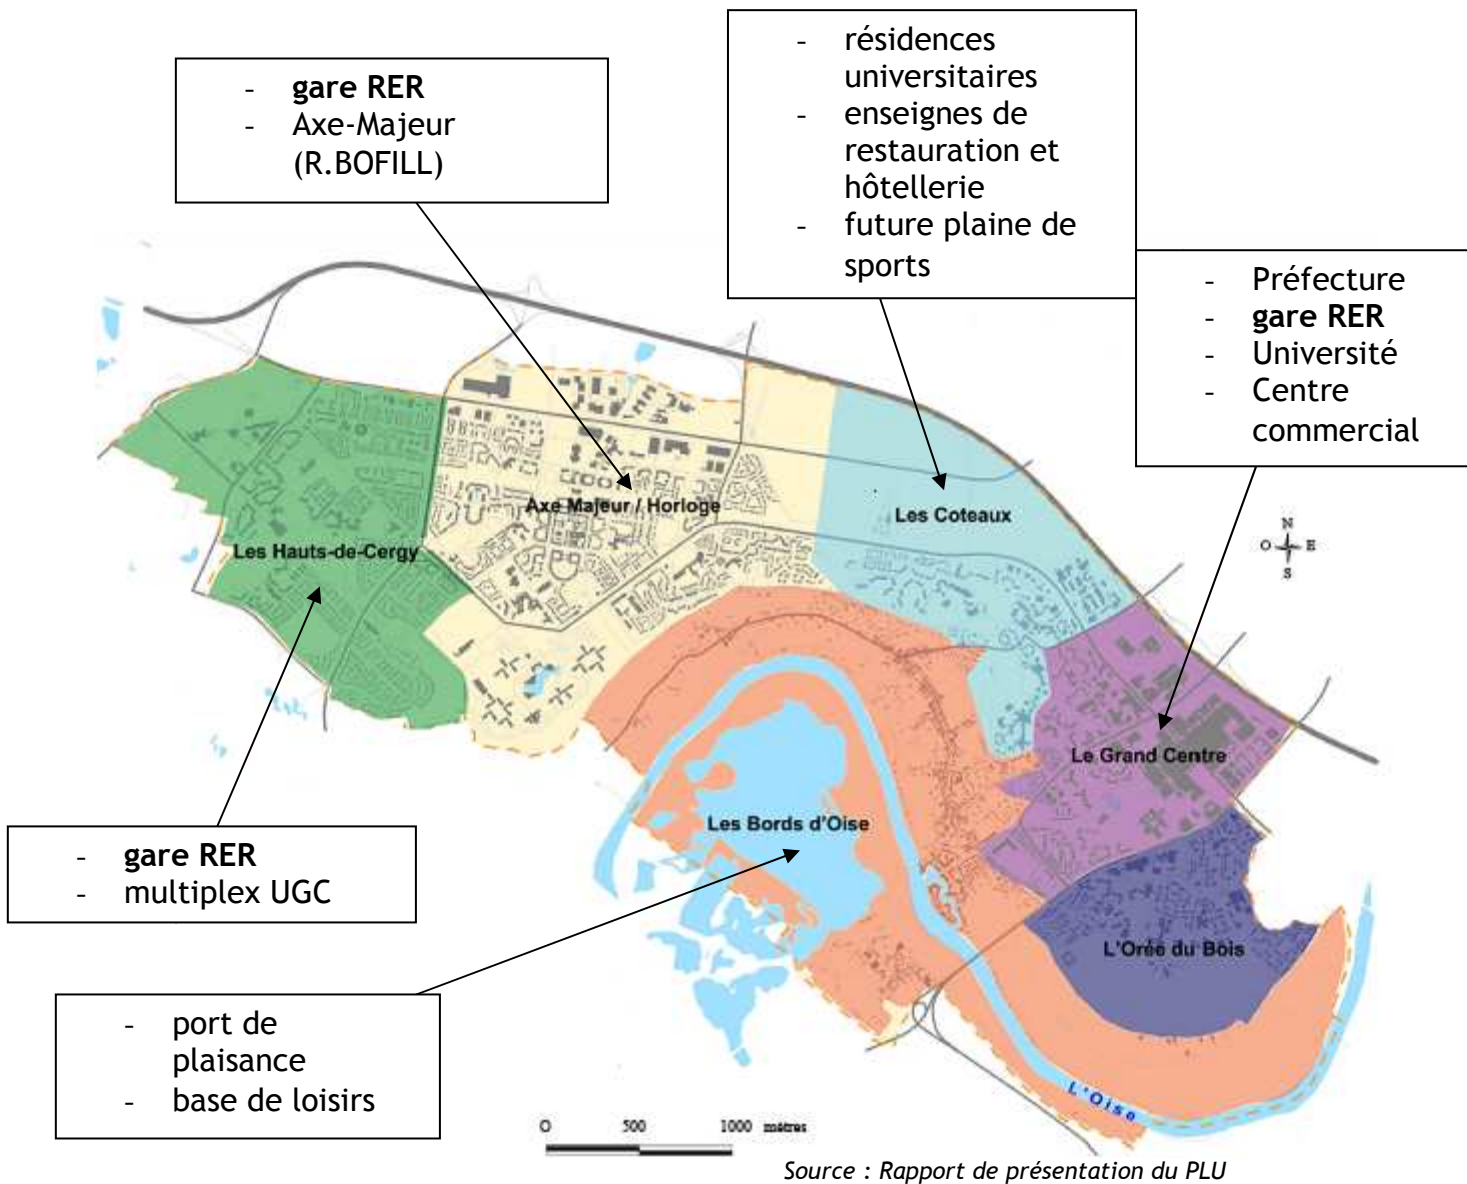 - gare RER
- Axe-Majeur
(R.BOFILL)
- résidences
universitaires
- enseignes de
restauration et
hôtellerie
- future plaine de
sports
- Préfecture
- gare RER
- Université
- Centre
commercial
Axe Majeur / Horloge
Les Coteaux
Les Hauts-de-Cergy
N
O E
S
Le Grand Centre
Les Bords d'Oise
- gare RER
- multiplex UGC
L'Orée du Bois
- port de
plaisance
- base de loisirs
L'Oise
O 500 1000 mètres
Source : Rapport de présentation du PLU